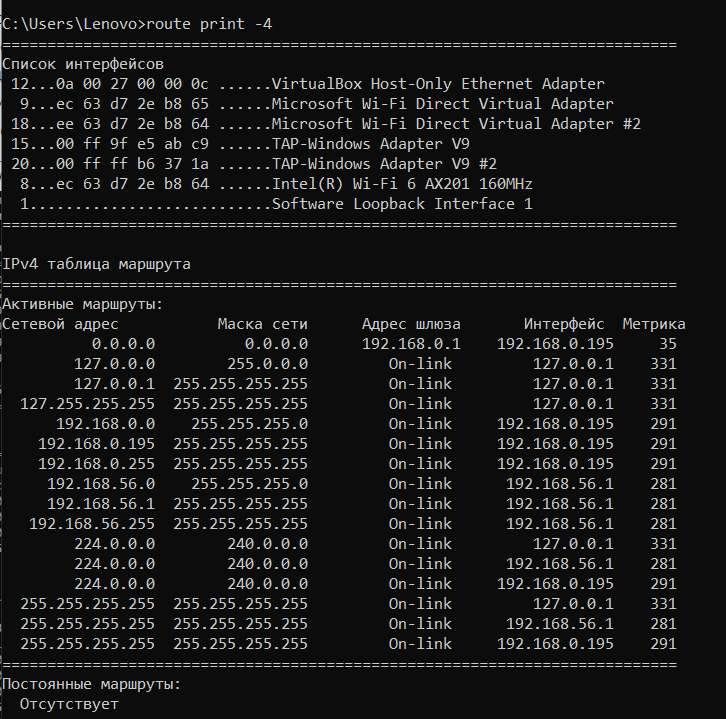 C:\Users\Lenovo>route print -4
===========================================================================
Список интерфейсов
 12...0a 00 27 00 00 0c ......VirtualBox Host-Only Ethernet Adapter
  9...ec 63 d7 2e b8 65 ......Microsoft Wi-Fi Direct Virtual Adapter
 18...ee 63 d7 2e b8 64 ......Microsoft Wi-Fi Direct Virtual Adapter #2
 15...00 ff 9f e5 ab c9 ......TAP-Windows Adapter V9
 20...00 ff ff b6 37 1a ......TAP-Windows Adapter V9 #2
  8...ec 63 d7 2e b8 64 ......Intel(R) Wi-Fi 6 AX201 160MHz
  1...........................Software Loopback Interface 1
===========================================================================
IPv4 таблица маршрута
===========================================================================
Активные маршруты:
Сетевой адрес           Маска сети      Адрес шлюза       Интерфейс  Метрика
          0.0.0.0          0.0.0.0      192.168.0.1    192.168.0.195     35
        127.0.0.0        255.0.0.0         On-link         127.0.0.1    331
        127.0.0.1  255.255.255.255         On-link         127.0.0.1    331
  127.255.255.255  255.255.255.255         On-link         127.0.0.1    331
      192.168.0.0    255.255.255.0         On-link     192.168.0.195    291
    192.168.0.195  255.255.255.255         On-link     192.168.0.195    291
    192.168.0.255  255.255.255.255         On-link     192.168.0.195    291
     192.168.56.0    255.255.255.0         On-link      192.168.56.1    281
     192.168.56.1  255.255.255.255         On-link      192.168.56.1    281
   192.168.56.255  255.255.255.255         On-link      192.168.56.1    281
        224.0.0.0        240.0.0.0         On-link         127.0.0.1    331
        224.0.0.0        240.0.0.0         On-link      192.168.56.1    281
        224.0.0.0        240.0.0.0         On-link     192.168.0.195    291
  255.255.255.255  255.255.255.255         On-link         127.0.0.1    331
  255.255.255.255  255.255.255.255         On-link      192.168.56.1    281
  255.255.255.255  255.255.255.255         On-link     192.168.0.195    291
===========================================================================
Постоянные маршруты:
  Отсутствует